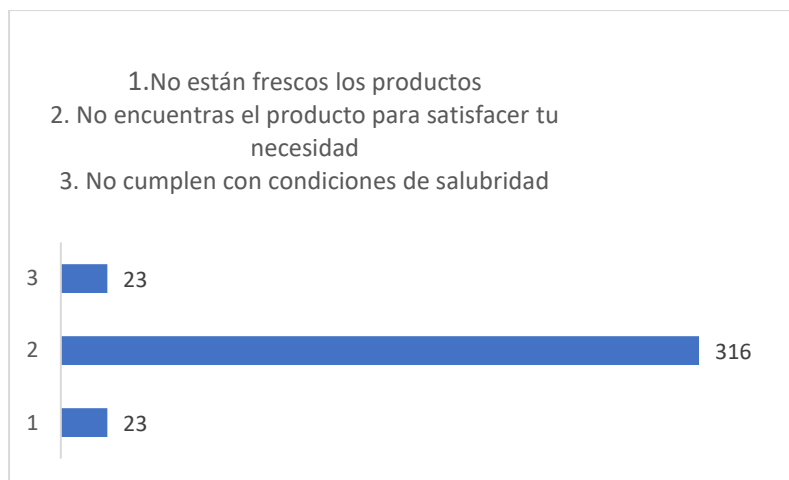 1.No están frescos los productos
2. No encuentras el producto para satisfacer tu
necesidad
3. No cumplen con condiciones de salubridad
3 23
2 316
1 23